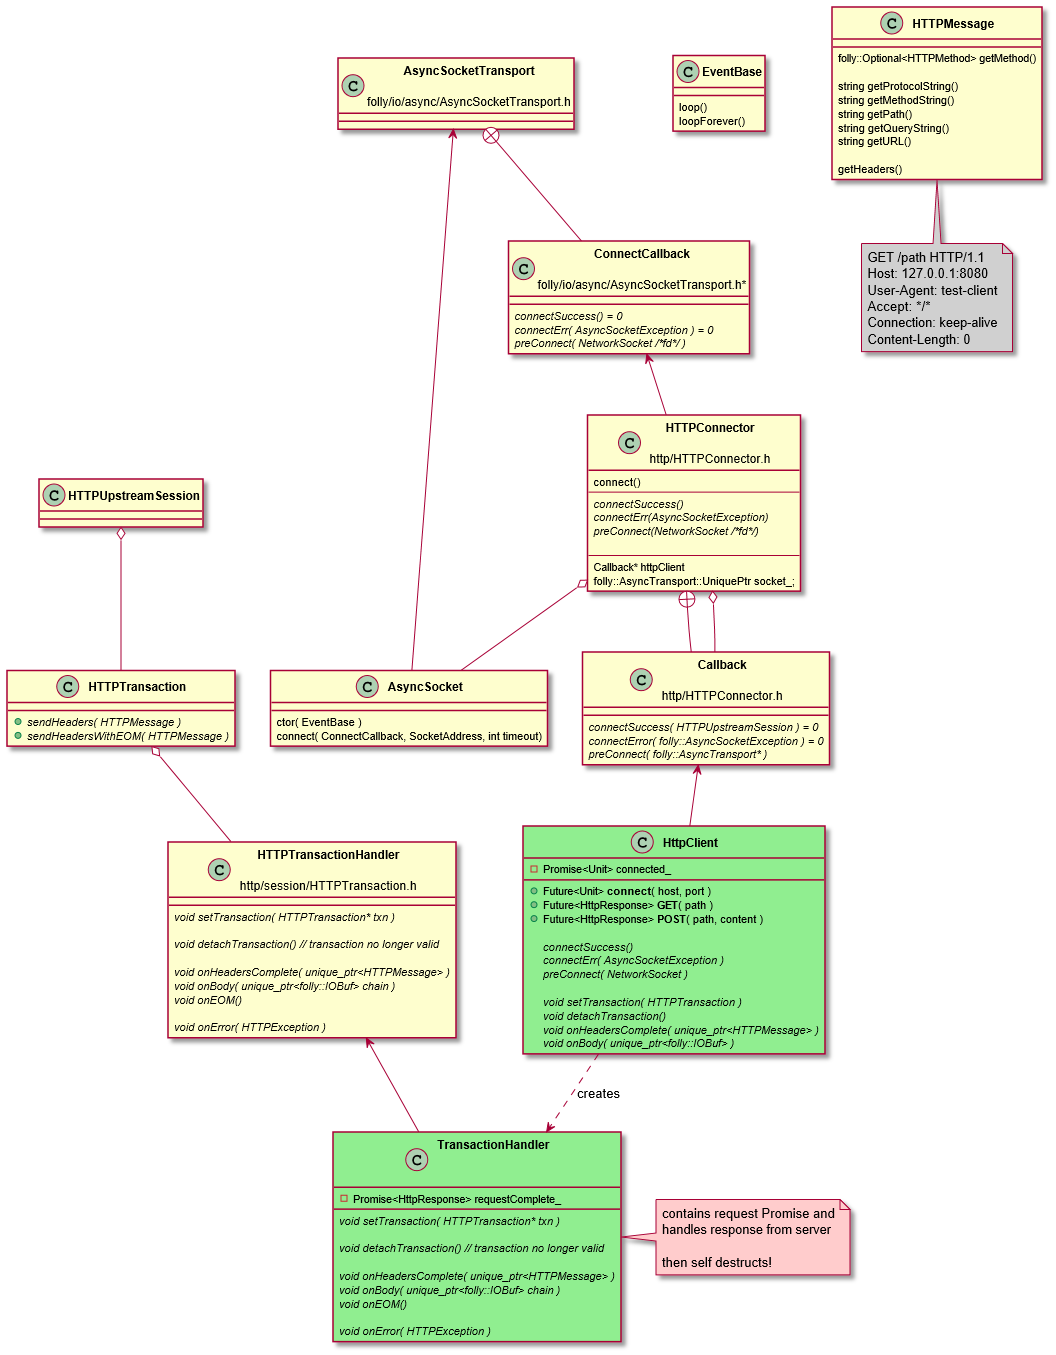 HTTPMessage
folly::Optional<HTTPMethod> getMethod()
string getProtocolString()
string getMethodString()
string getPath()
string getQueryString()
string getURL()
getHeaders()
C
AsyncSocketTransport
folly/io/async/AsyncSocketTransport.h
C
EventBase
loop()
loopForever()
C
GET /path HTTP/1.1
Host: 127.0.0.1:8080
User-Agent: test-client
Accept: */*
Connection: keep-alive
Content-Length: 0
ConnectCallback
folly/io/async/AsyncSocketTransport.h*
connectSuccess() = 0
connectErr( AsyncSocketException ) = 0
preConnect( NetworkSocket /*fd*/ )
C
HTTPConnector
http/HTTPConnector.h
connect()
connectSuccess()
connectErr(AsyncSocketException)
preConnect(NetworkSocket /*fd*/)
Callback* httpClient
folly::AsyncTransport::UniquePtr socket_;
C
HTTPUpstreamSession
C
HTTPTransaction
sendHeaders( HTTPMessage )
sendHedersWithEOM( HTTPMessage )
C
AsyncSocket
ctor( EventBase )
connect( ConnectCallback, SocketAddress, int timeout)
C
Callback
http/HTTPConnector.h
connectSuccess( HTTPUpstreamSession ) = 0
connectError( folly::AsyncSocketException ) = 0
preConnect( folly::AsyncTransport* )
C
HTTPTransactionHandler
http/session/HTTPTransaction.h
void setTransaction( HTTPTransaction* txn )
void detachTransaction() // transaction no longer valid
void onHeadersComplete( unique_ptr<HTTPMessage> )
void onBody( unique_ptr<folly::IOBuf> chain )
void onEOM()
void onError( HTTPException )
C
HttpClient
Promise<Unit> connected_
Future<Unit> connect( host, port )
Future<HttpResponse> GET( path )
Future<HttpResponse> POST( path, content )
connectSuccess()
connectErr( AsyncSocketException )
preConnect( NetworkSocket )
void setTransaction( HTTPTransaction )
void detachTransaction()
void onHeadersComplete( unique_ptr<HTTPMessage> )
void onBody( unique_ptr<folly::IOBuf> )
C
creates
TransactionHandler
Promise<HttpResponse> requestComplete_
void setTransaction( HTTPTransaction* txn )
void detachTransaction() // transaction no longer valid
void onHeadersComplete( unique_ptr<HTTPMessage> )
void onBody( unique_ptr<folly::IOBuf> chain )
void onEOM()
void onError( HTTPException )
C
contains request Promise and
handles response from server
then self destructs!